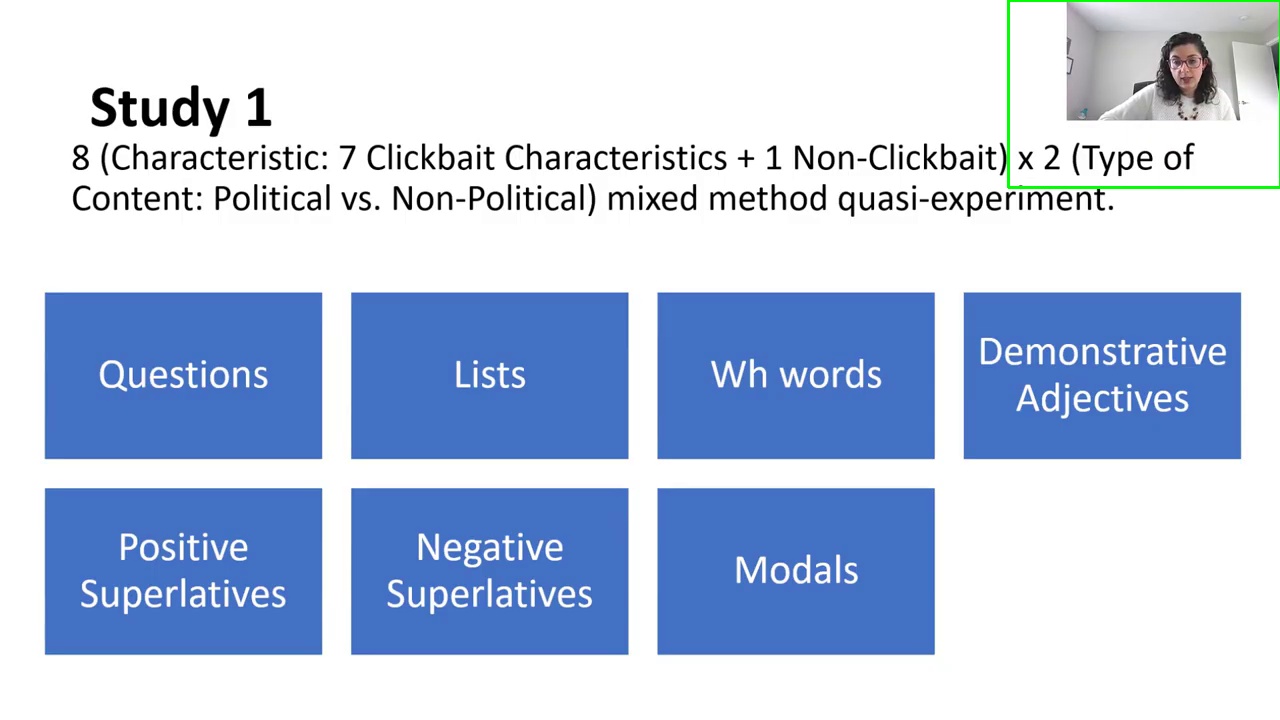 Study 1
8 (Characteristic: 7 Clickbait Characteristics + 1 Non-Clickbait) x 2 (Type of
Content: Political vs. Non-Political) mixed method quasi-experiment.
Questions
Lists
Wh words
Demonstrative
Adjectives
Positive
Superlatives
Negative
Superlatives
Modals